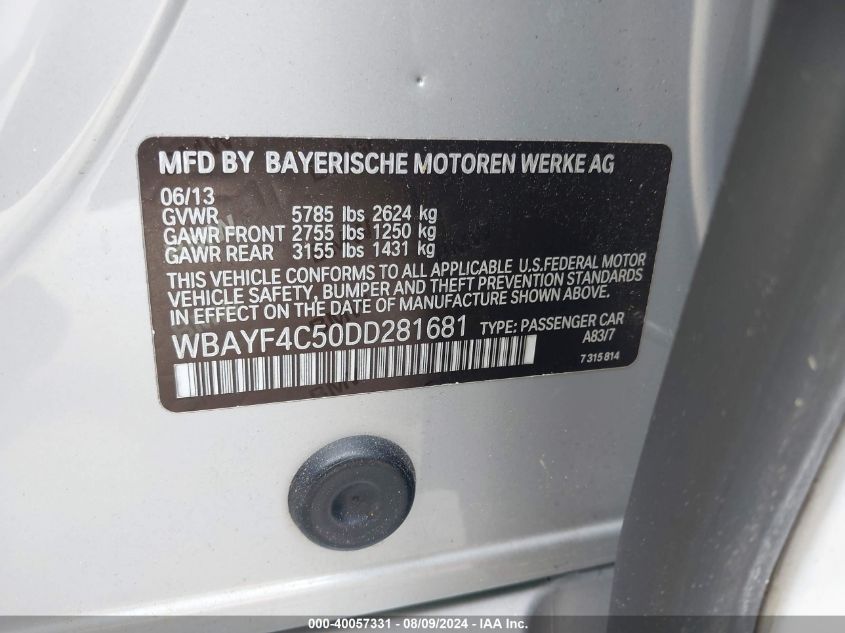 MFD BY BAYERISCHE MOTOREN WERKE AG
06/13
GVWR 5785 lbs 2624 kg
GAWR FRONT 2755 lbs 1250 kg
GAWR REAR 3155 lbs 1431 kg
THIS VEHICLE CONFORMS TO ALL APPLICABLE U.S.FEDERAL MOTOR
VEHICLE SAFETY, BUMPER AND THEFT PREVENTION STANDARDS
IN EFFECT ON THE DATE OF MANUFACTURE SHOWN ABOVE.
WBAYF4C50DD281681 TYPE: PASSENGER CAR
A83/7
7 315 814
000-40057331 - 08/09/2024 - IAA Inc.